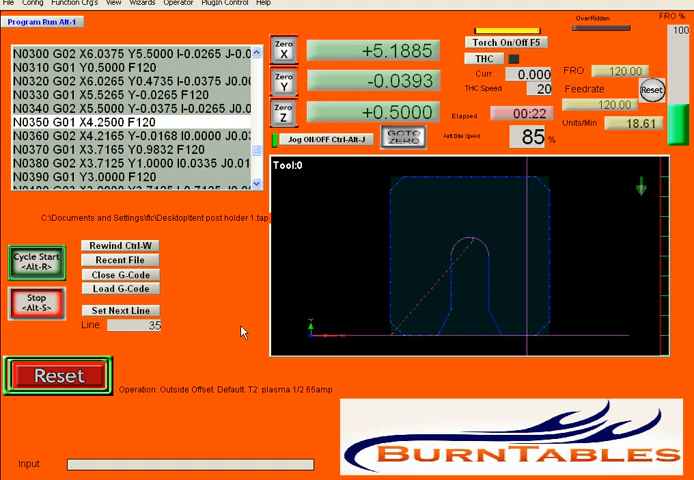 File Config Function Cfg's View Wizards Operator PlugIn Control Help
Program Run Alt-1
N0300 G02 X6.0375 Y5.5000 I-0.0265 J-0.0
N0310 G01 Y0.5000 F120
N0320 G02 X6.0265 Y0.4735 I-0.0375 J0.00
N0330 G01 X5.5265 Y-0.0265 F120
N0340 G02 X5.5000 Y-0.0375 I-0.0265 J0.02
N0350 G01 X4.2500 F120
N0360 G02 X4.2165 Y-0.0168 I0.0000 J0.03
N0370 G01 X3.7165 Y0.9832 F120
N0380 G02 X3.7125 Y1.0000 I0.0335 J0.01
N0390 G01 Y3.0000 F120
C:\Documents and Settings\ftc\Desktop\tent post holder 1.tap
Cycle Start
<Alt-R>
Stop
<Alt-S>
Rewind Ctrl-W
Recent File
Close G-Code
Load G-Code
Set Next Line
Line: 35
Reset
Operation: Outside Offset. Default. T2: plasma 1/2 65amp
Input
Zero
X
+5.1885
Zero
Y
-0.0393
Zero
Z
+0.5000
Jog ON/OFF Ctrl-Alt-J
GOTO
ZERO
Torch On/Off F5
THC
Curr: 0.000
THC Speed 20
Elapsed 00:22
85 %
OverRidden
FRO %
100
FRO 120.00
Feedrate
120.00
Reset
Units/Min 18.61
Tool:0
BURNTABLES